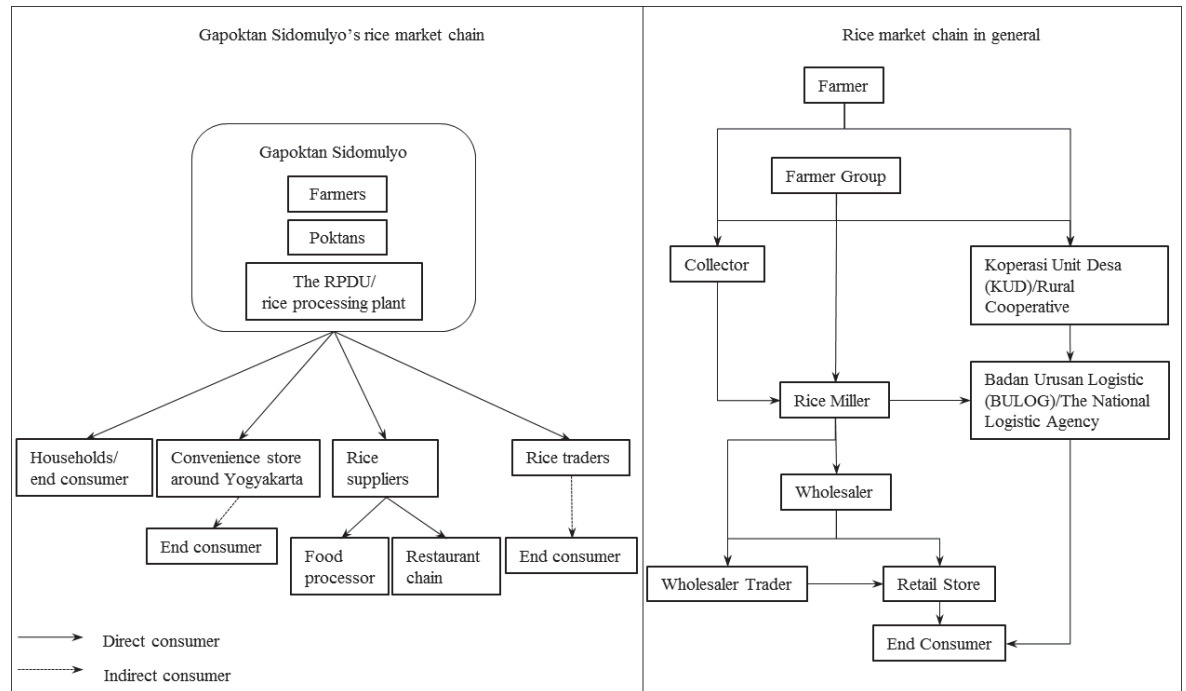 Gapoktan Sidomulyo's rice market chain
Gapoktan Sidomulyo
Farmers
Poktans
The RPDU/
rice processing plant
Households/
end consumer
Convenience store
around Yogyakarta
Rice
suppliers
Rice traders
End consumer
Food
processor
Restaurant
chain
End consumer
Direct consumer
Indirect consumer
Rice market chain in general
Farmer
Farmer Group
Collector
Koperasi Unit Desa
(KUD)/Rural
Cooperative
Rice Miller
Badan Urusan Logistic
(BULOG)/The National
Logistic Agency
Wholesaler
Wholesaler Trader
Retail Store
End Consumer